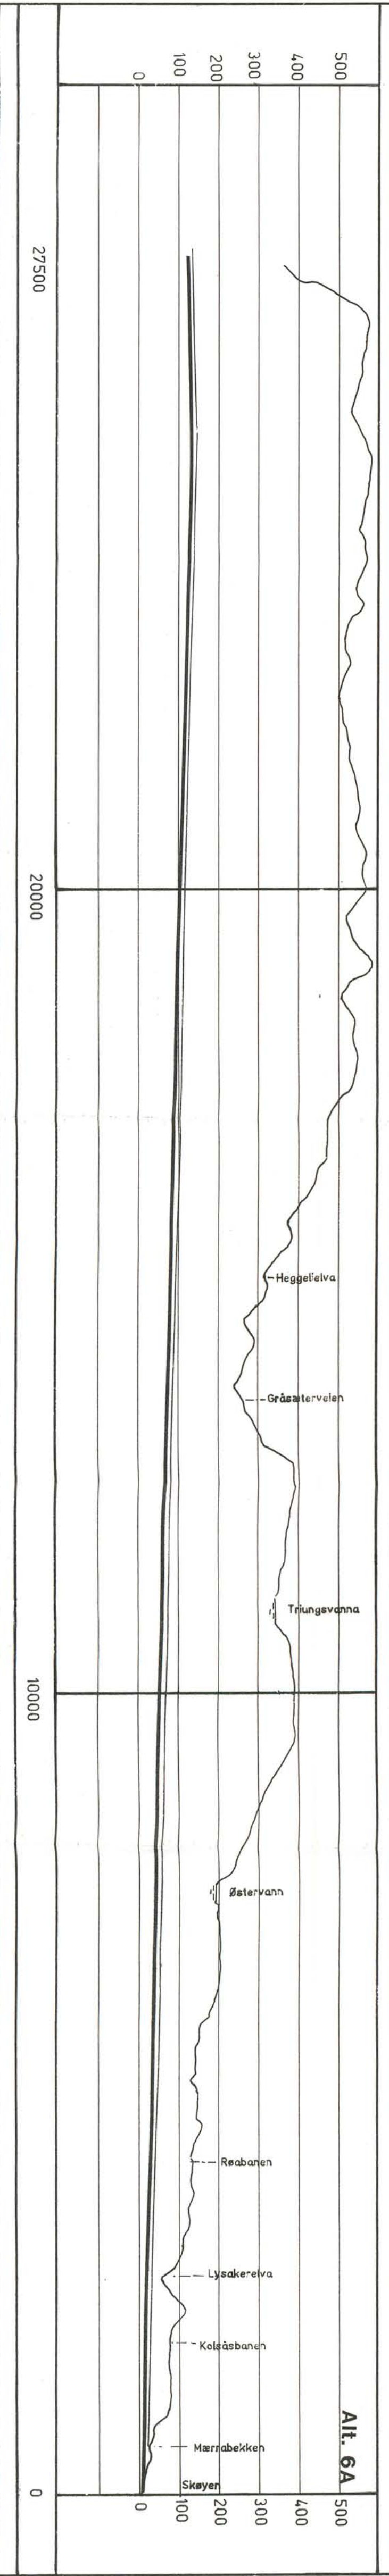 0 100 200 300 400 500
27500
20000
Heggelielva
Gråsæterveien
Triungsvanna
10000
Østervann
Røabanen
Lysakerelva
Kolsåsbanen
Alt. 6A
Mærrabekken
Skøyen
0
0 100 200 300 400 500